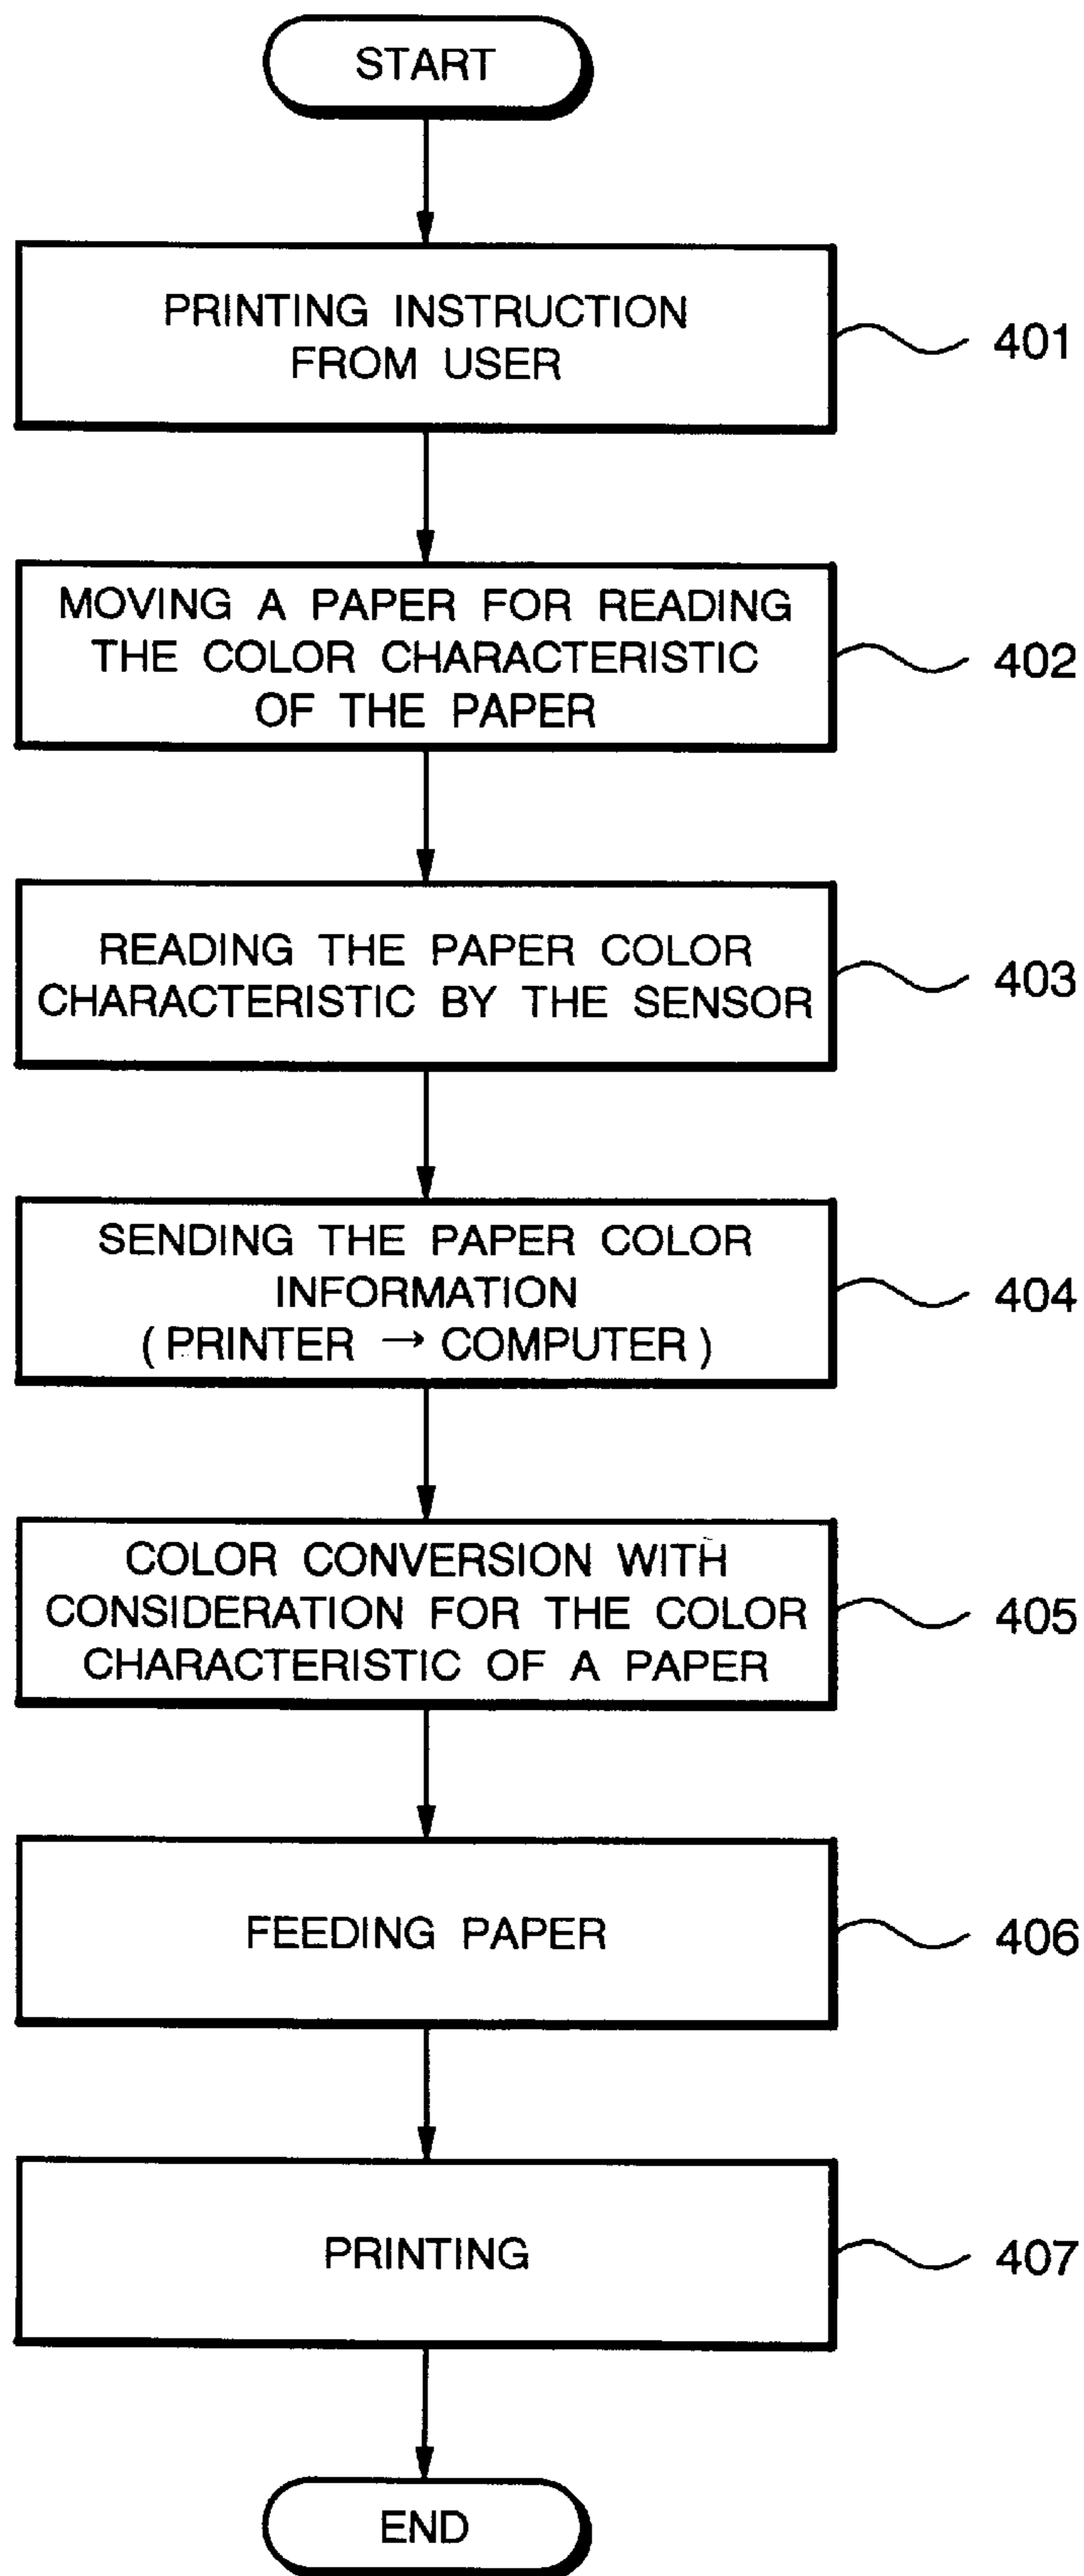 START
PRINTING INSTRUCTION
FROM USER
401
MOVING A PAPER FOR READING
THE COLOR CHARACTERISTIC
OF THE PAPER
402
READING THE PAPER COLOR
CHARACTERISTIC BY THE SENSOR
403
SENDING THE PAPER COLOR
INFORMATION
( PRINTER → COMPUTER )
404
COLOR CONVERSION WITH
CONSIDERATION FOR THE COLOR
CHARACTERISTIC OF A PAPER
405
FEEDING PAPER
406
PRINTING
407
END